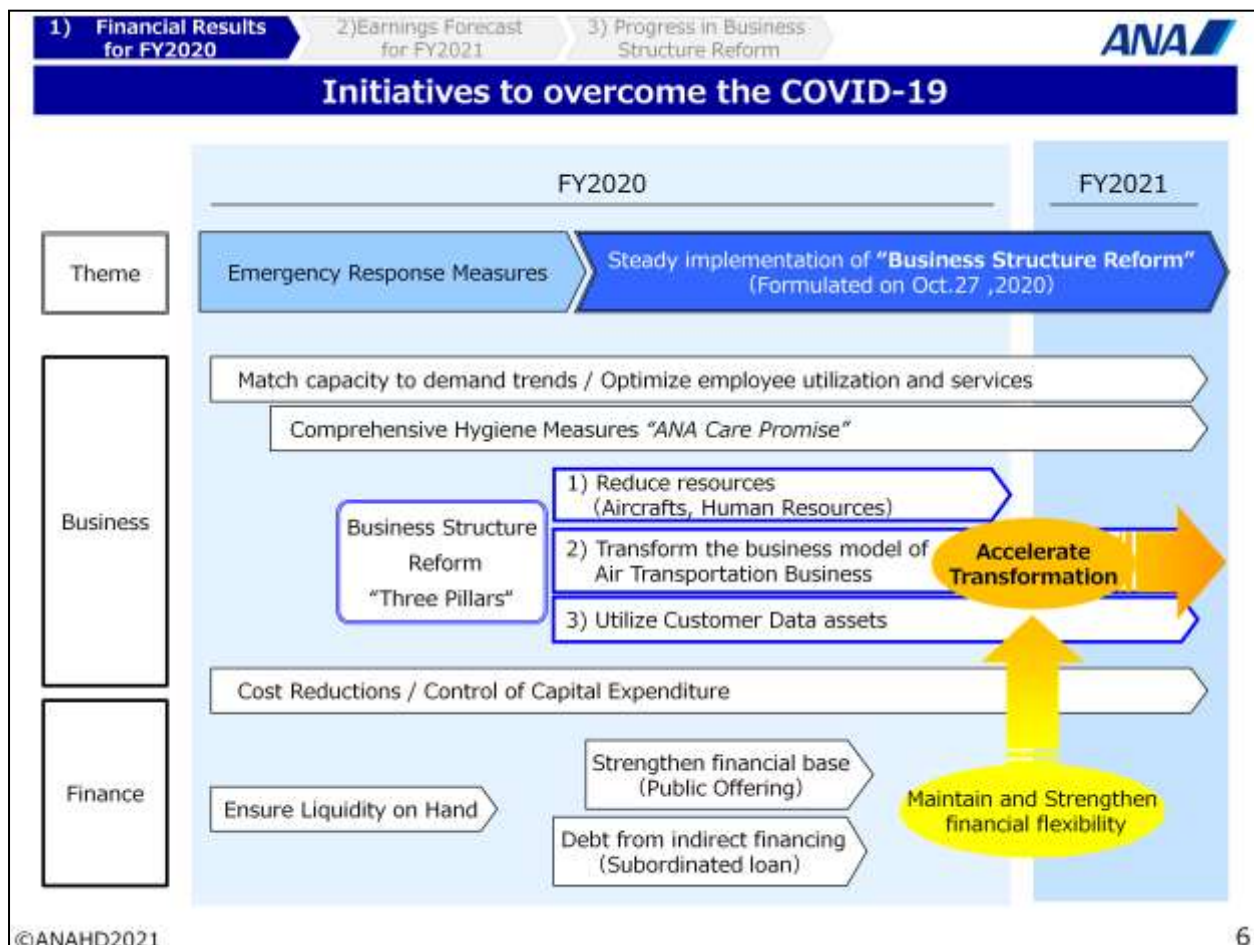 1) Financial Results
for FY2020
2)Earnings Forecast
for FY2021
3) Progress in Business
Structure Reform
ANA
Initiatives to overcome the COVID-19
FY2020
FY2021
Theme
Emergency Response Measures
Steady implementation of "Business Structure Reform"
(Formulated on Oct.27 ,2020)
Business
Match capacity to demand trends / Optimize employee utilization and services
Comprehensive Hygiene Measures "ANA Care Promise"
Business Structure
Reform
"Three Pillars"
1) Reduce resources
(Aircrafts, Human Resources)
2) Transform the business model of
Air Transportation Business
3) Utilize Customer Data assets
Accelerate
Transformation
Cost Reductions / Control of Capital Expenditure
Finance
Ensure Liquidity on Hand
Strengthen financial base
(Public Offering)
Debt from indirect financing
(Subordinated loan)
Maintain and Strengthen
financial flexibility
©ANAHD2021
6